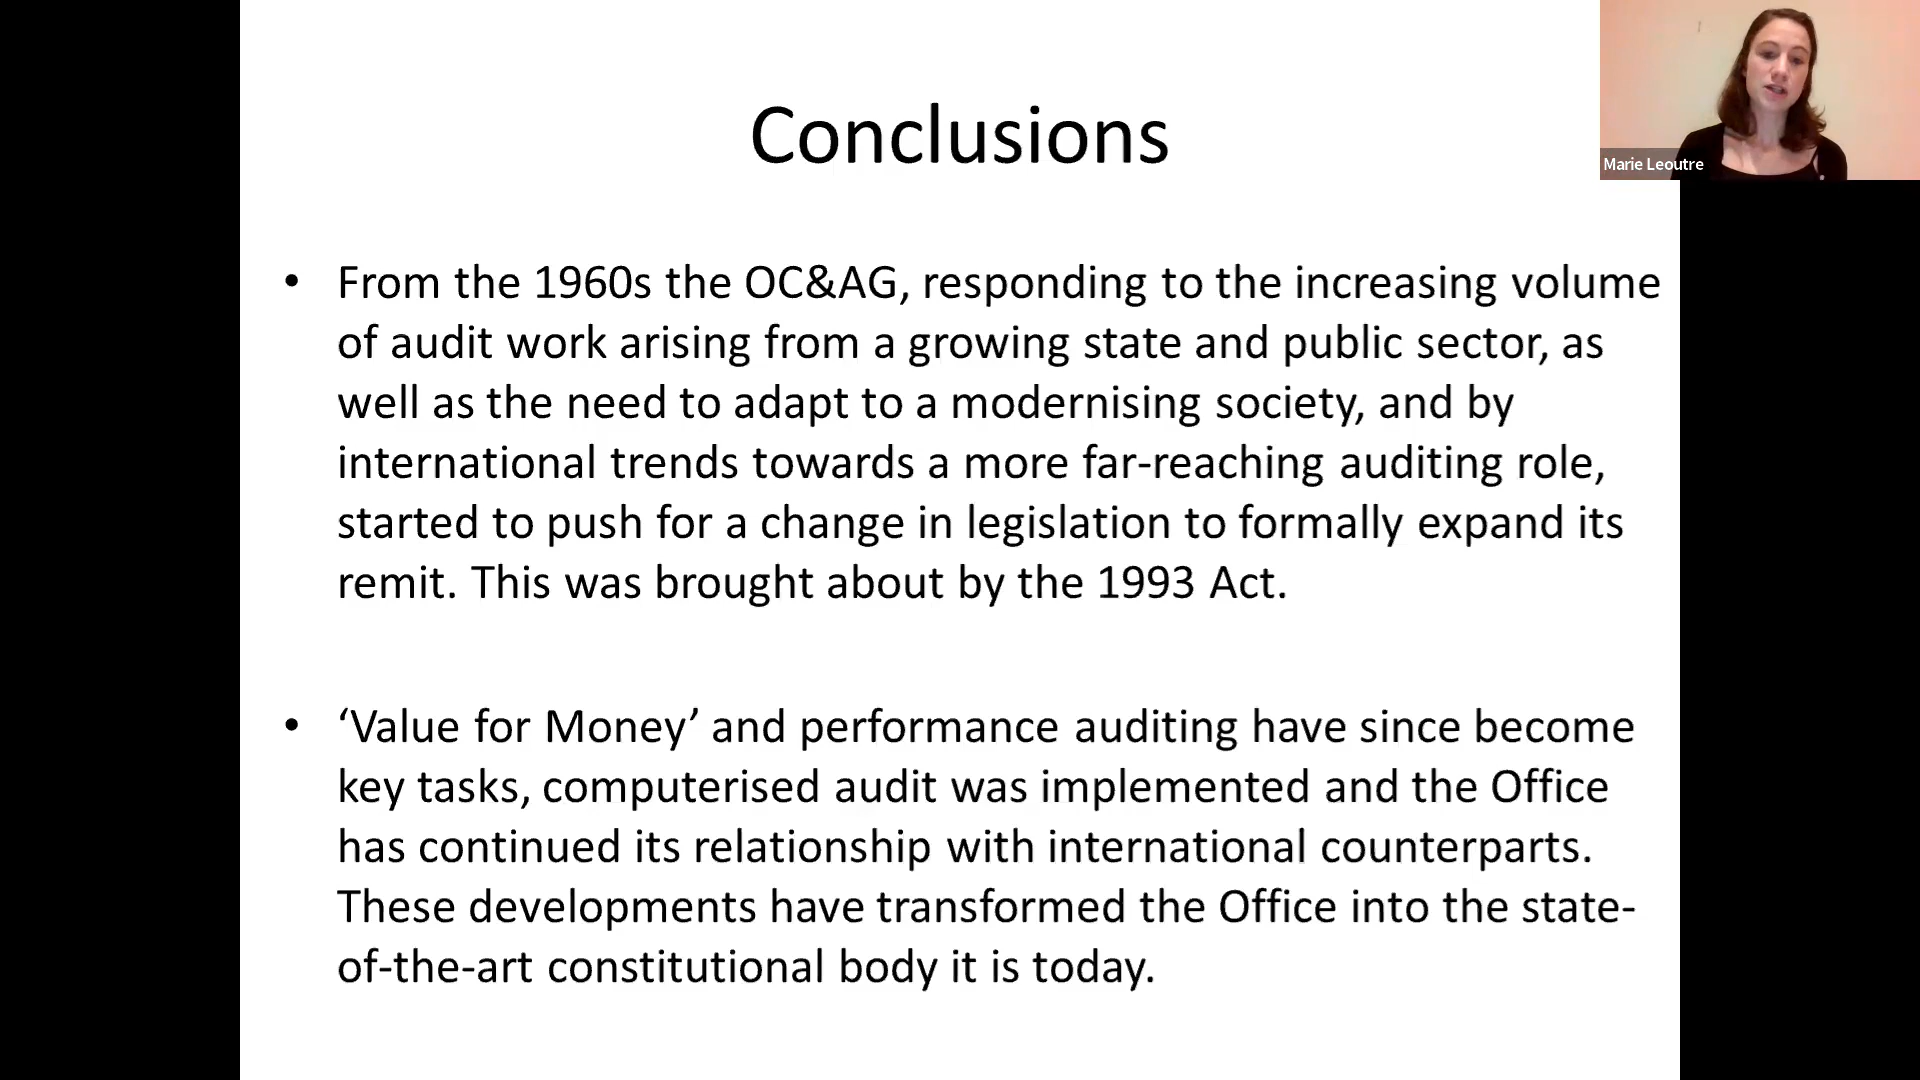 Conclusions
Marie Leoutre
• From the 1960s the OC&AG, responding to the increasing volume
of audit work arising from a growing state and public sector, as
well as the need to adapt to a modernising society, and by
international trends towards a more far-reaching auditing role,
started to push for a change in legislation to formally expand its
remit. This was brought about by the 1993 Act.
• ‘Value for Money’ and performance auditing have since become
key tasks, computerised audit was implemented and the Office
has continued its relationship with international counterparts.
These developments have transformed the Office into the state-
of-the-art constitutional body it is today.